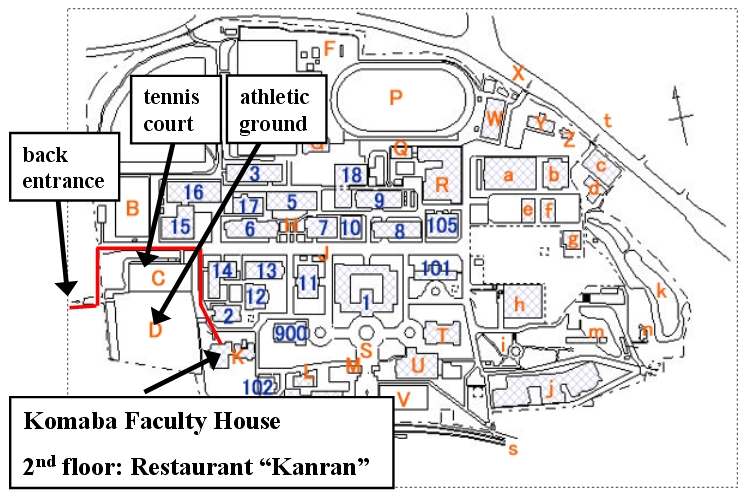 F
X
tennis
court
athletic
ground
P
W
Y
t
Z
G
Q
back
entrance
3
18
R
a
b
c
d
16
17
5
9
B
15
6
H
7
10
8
105
e
f
g
J
C
14
13
11
101
k
12
1
h
D
2
900
S
T
i
m
n
K
L
M
U
102
V
j
s
Komaba Faculty House
2nd floor: Restaurant “Kanran”